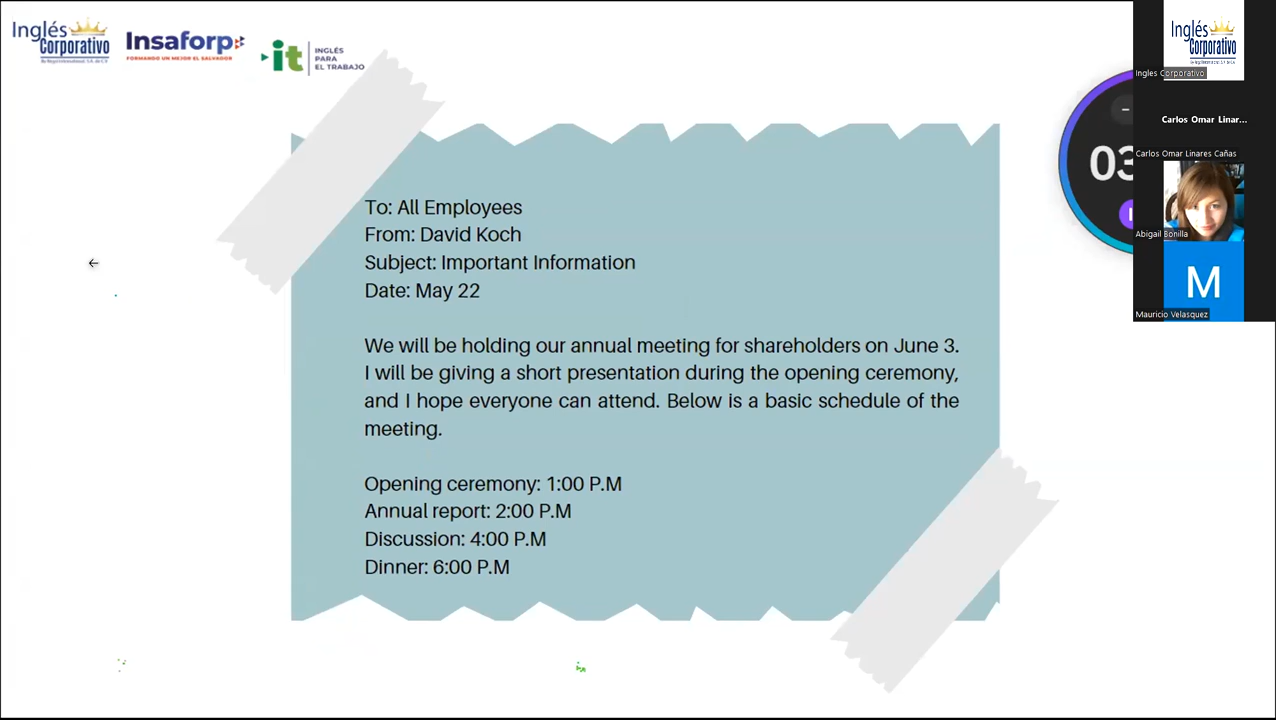 Inglés
Corporativo
Insaforp
FORMANDO UN MEJOR EL SALVADOR
it
INGLÉS
PARA
EL TRABAJO
To: All Employees
From: David Koch
Subject: Important Information
Date: May 22
We will be holding our annual meeting for shareholders on June 3.
I will be giving a short presentation during the opening ceremony,
and I hope everyone can attend. Below is a basic schedule of the
meeting.
Opening ceremony: 1:00 P.M
Annual report: 2:00 P.M
Discussion: 4:00 P.M
Dinner: 6:00 P.M
03
Inglés
Corporativo
Ingles Corporativo
Carlos Omar Linar...
Carlos Omar Linares Cañas
Abigail Bonilla
M
Mauricio Velasquez